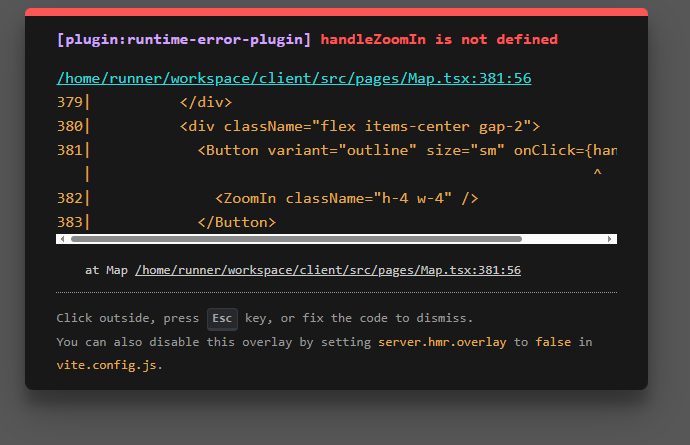 [plugin:runtime-error-plugin] handleZoomIn is not defined
/home/runner/workspace/client/src/pages/Map.tsx:381:56
379|          </div>
380|          <div className="flex items-center gap-2">
381|            <Button variant="outline" size="sm" onClick={han
   |                                                        ^
382|              <ZoomIn className="h-4 w-4" />
383|            </Button>
at Map /home/runner/workspace/client/src/pages/Map.tsx:381:56
Click outside, press Esc key, or fix the code to dismiss.
You can also disable this overlay by setting server.hmr.overlay to false in
vite.config.js.